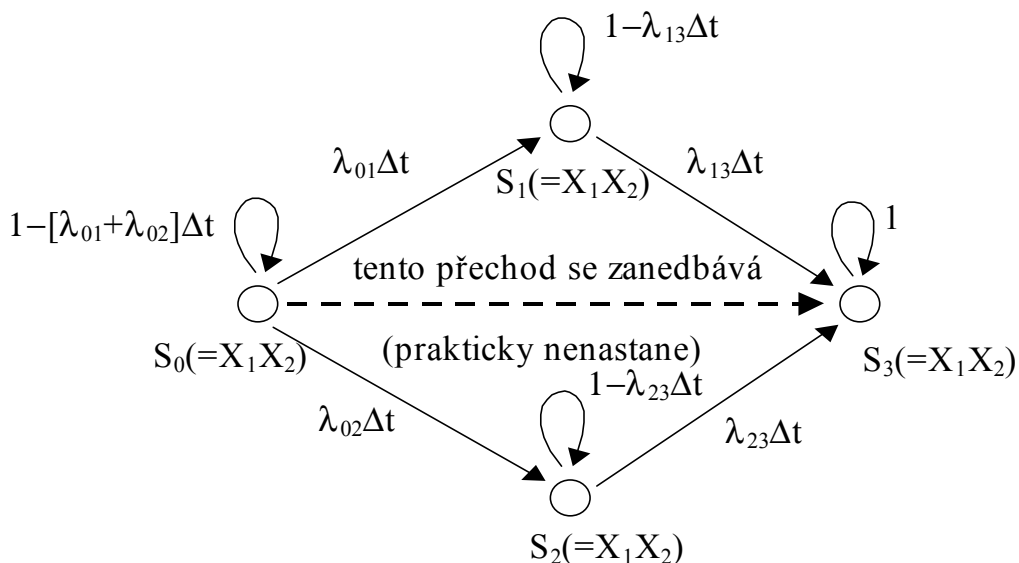 1−λ₁₃Δt
λ₀₁Δt
S₁(=X₁X₂)
λ₁₃Δt
1−[λ₀₁+λ₀₂]Δt
1
tento přechod se zanedbává
S₀(=X₁X₂)
(prakticky nenastane)
S₃(=X₁X₂)
1−λ₂₃Δt
λ₀₂Δt
λ₂₃Δt
S₂(=X₁X₂)